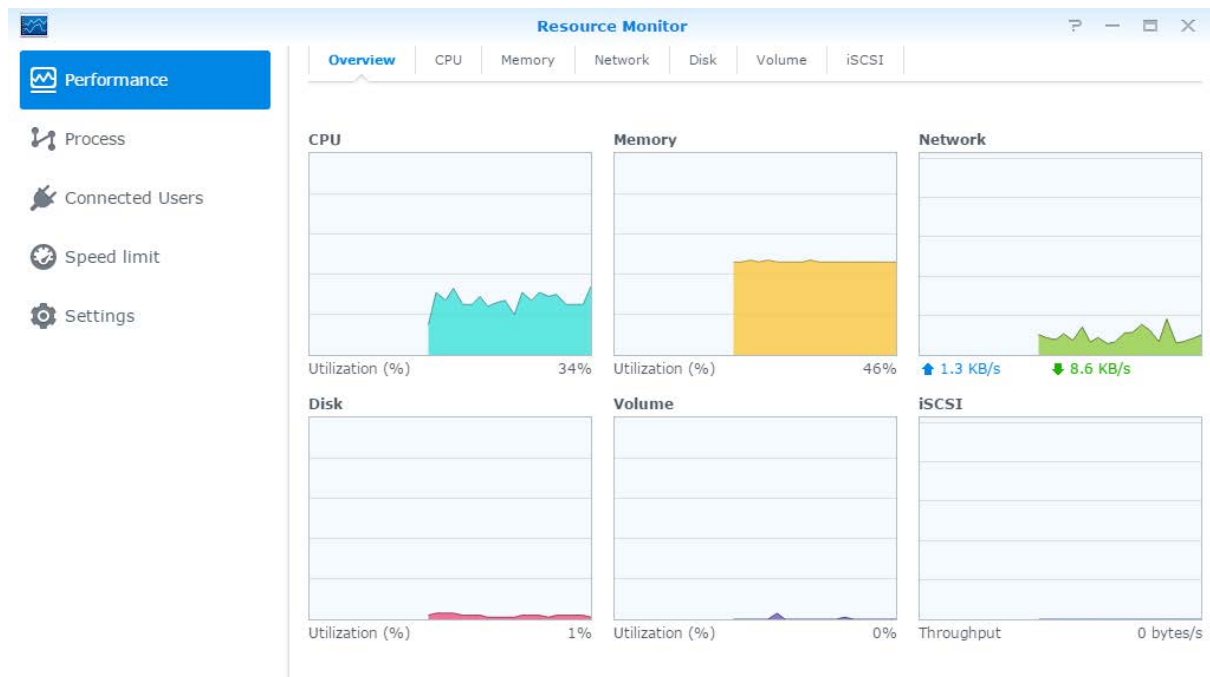 Resource Monitor
Performance
Process
Connected Users
Speed limit
Settings
Overview CPU Memory Network Disk Volume iSCSI
CPU Memory Network
Utilization (%) 34% Utilization (%) 46% 1.3 KB/s 8.6 KB/s
Disk Volume iSCSI
Utilization (%) 1% Utilization (%) 0% Throughput 0 bytes/s